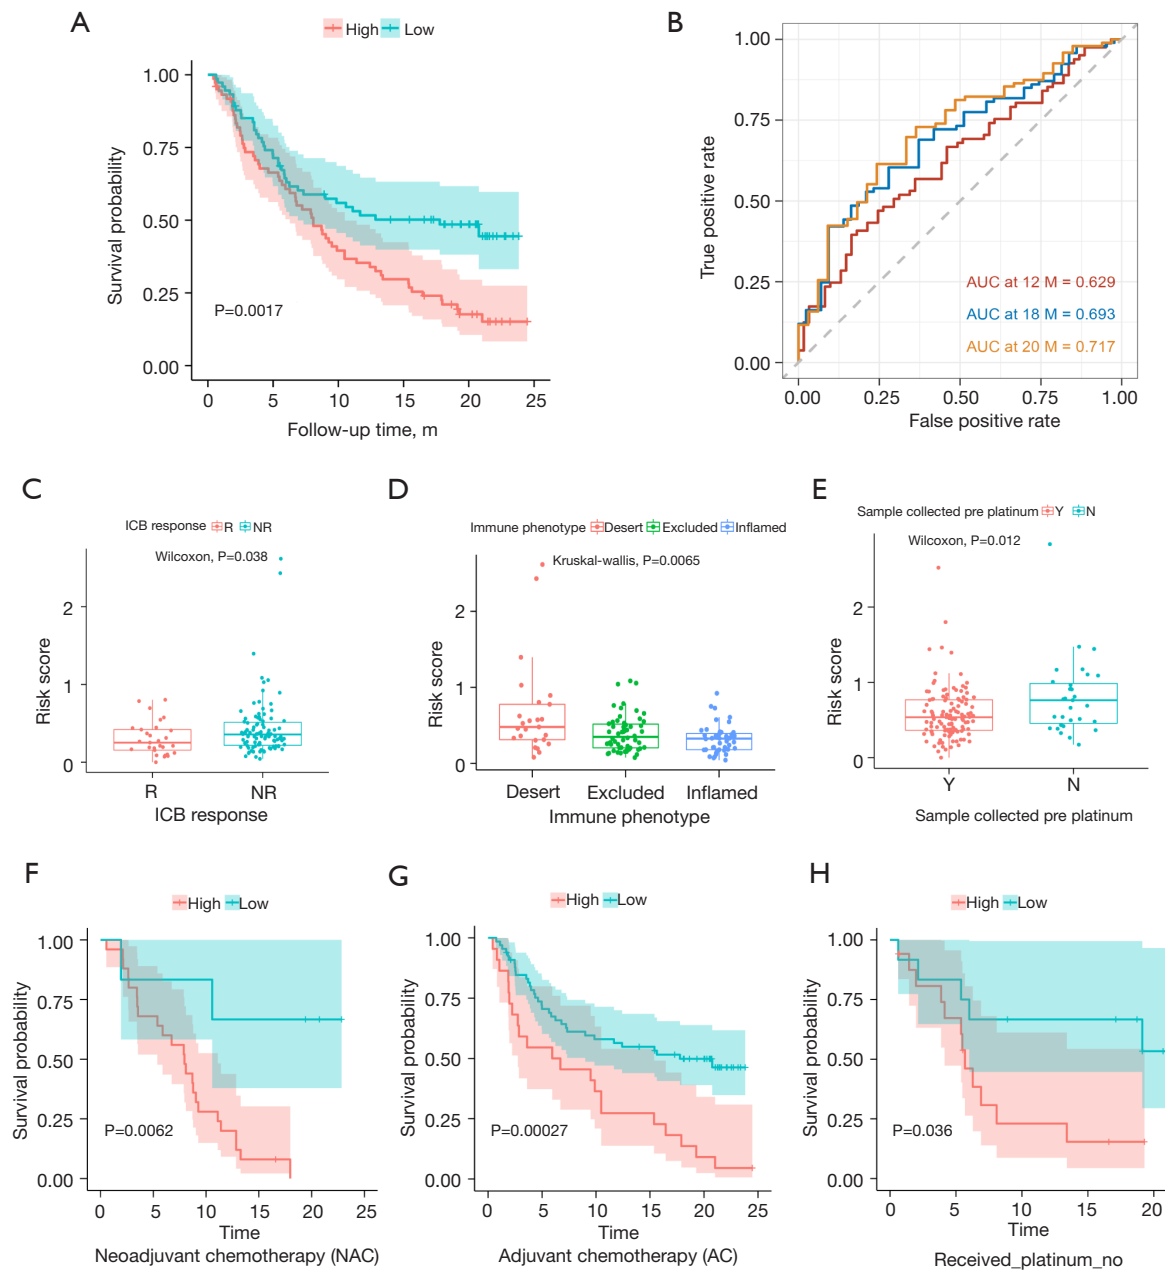 A
High Low
1.00
0.75
0.50
0.25
0.00
Survival probability
P=0.0017
0 5 10 15 20 25
Follow-up time, m
B
1.00
0.75
0.50
0.25
0.00
True positive rate
AUC at 12 M = 0.629
AUC at 18 M = 0.693
AUC at 20 M = 0.717
0.00 0.25 0.50 0.75 1.00
False positive rate
C
ICB response R NR
Wilcoxon, P=0.038
2
1
0
Risk score
R NR
ICB response
D
Immune phenotype Desert Excluded Inflamed
Kruskal-wallis, P=0.0065
2
1
0
Risk score
Desert Excluded Inflamed
Immune phenotype
E
Sample collected pre platinum Y N
Wilcoxon, P=0.012
2
1
0
Risk score
Y N
Sample collected pre platinum
F
High Low
1.00
0.75
0.50
0.25
0.00
Survival probability
P=0.0062
0 5 10 15 20 25
Time
Neoadjuvant chemotherapy (NAC)
G
High Low
1.00
0.75
0.50
0.25
0.00
Survival probability
P=0.00027
0 5 10 15 20 25
Time
Adjuvant chemotherapy (AC)
H
High Low
1.00
0.75
0.50
0.25
0.00
Survival probability
P=0.036
0 5 10 15 20
Time
Received_platinum_no